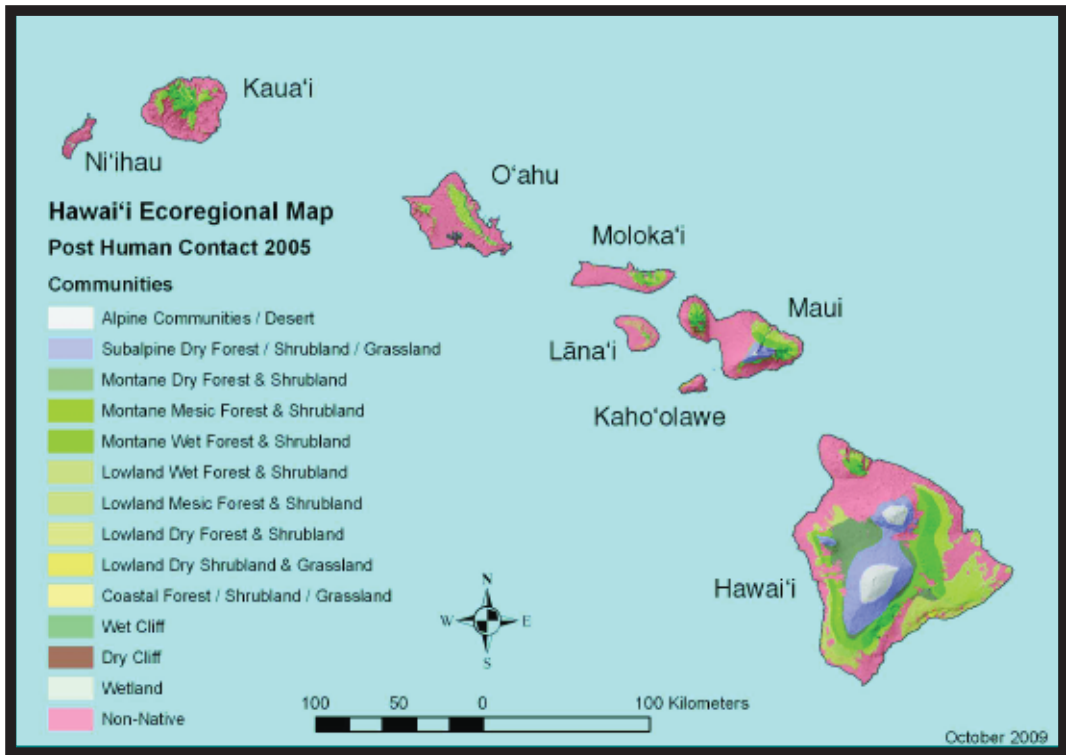 Kaua‘i
Ni‘ihau
O‘ahu
Moloka‘i
Maui
Lāna‘i
Kaho‘olawe
Hawai‘i
Hawai‘i Ecoregional Map
Post Human Contact 2005
Communities
Alpine Communities / Desert
Subalpine Dry Forest / Shrubland / Grassland
Montane Dry Forest & Shrubland
Montane Mesic Forest & Shrubland
Montane Wet Forest & Shrubland
Lowland Wet Forest & Shrubland
Lowland Mesic Forest & Shrubland
Lowland Dry Forest & Shrubland
Lowland Dry Shrubland & Grassland
Coastal Forest / Shrubland / Grassland
Wet Cliff
Dry Cliff
Wetland
Non-Native
N
W E
S
100 50 0 100 Kilometers
October 2009